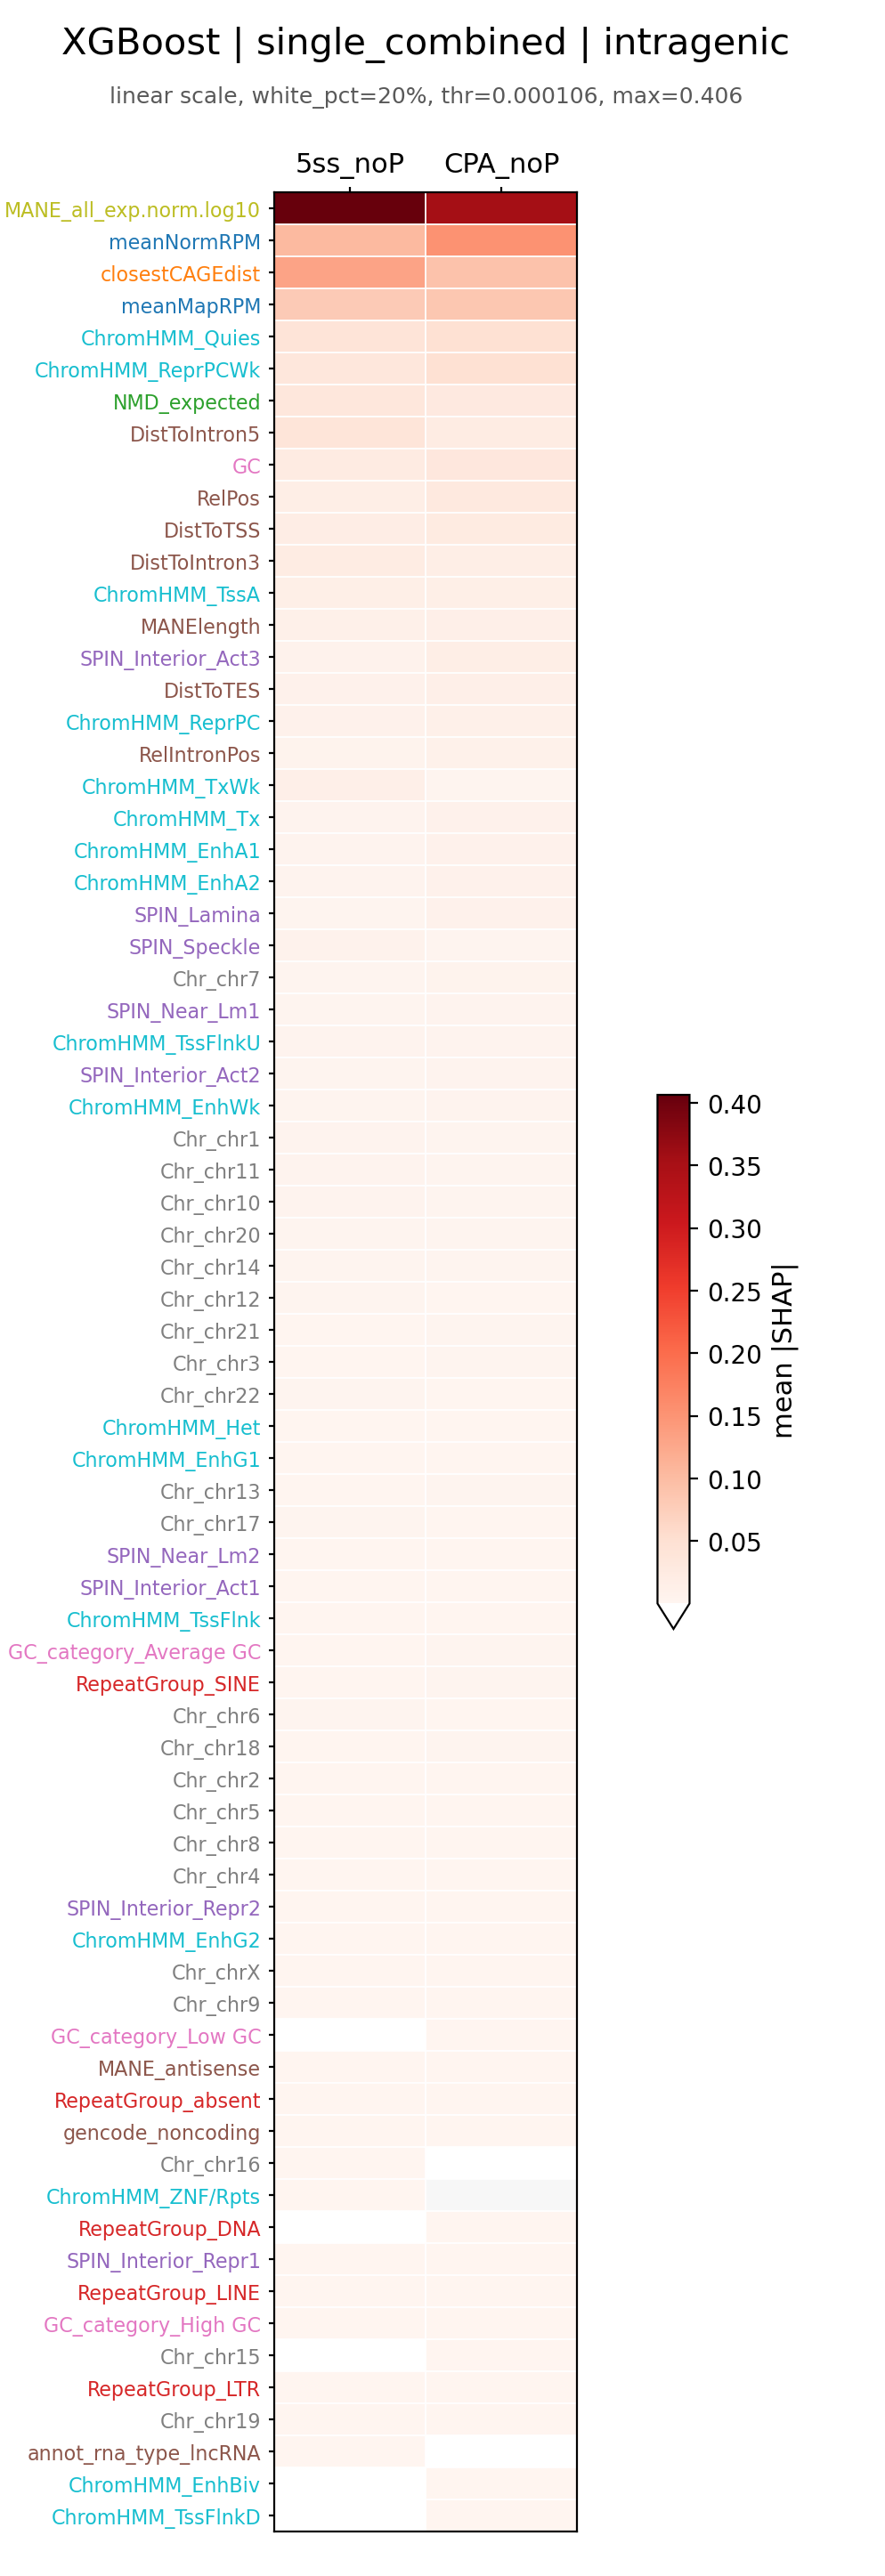 XGBoost | single_combined | intragenic
linear scale, white_pct=20%, thr=0.000106, max=0.406
5ss_noP CPA_noP
MANE_all_exp.norm.log10
meanNormRPM
closestCAGEdist
meanMapRPM
ChromHMM_Quies
ChromHMM_ReprPCWk
NMD_expected
DistToIntron5
GC
RelPos
DistToTSS
DistToIntron3
ChromHMM_TssA
MANElength
SPIN_Interior_Act3
DistToTES
ChromHMM_ReprPC
RelIntronPos
ChromHMM_TxWk
ChromHMM_Tx
ChromHMM_EnhA1
ChromHMM_EnhA2
SPIN_Lamina
SPIN_Speckle
Chr_chr7
SPIN_Near_Lm1
ChromHMM_TssFlnkU
SPIN_Interior_Act2
ChromHMM_EnhWk
Chr_chr1
Chr_chr11
Chr_chr10
Chr_chr20
Chr_chr14
Chr_chr12
Chr_chr21
Chr_chr3
Chr_chr22
ChromHMM_Het
ChromHMM_EnhG1
Chr_chr13
Chr_chr17
SPIN_Near_Lm2
SPIN_Interior_Act1
ChromHMM_TssFlnk
GC_category_Average GC
RepeatGroup_SINE
Chr_chr6
Chr_chr18
Chr_chr2
Chr_chr5
Chr_chr8
Chr_chr4
SPIN_Interior_Repr2
ChromHMM_EnhG2
Chr_chrX
Chr_chr9
GC_category_Low GC
MANE_antisense
RepeatGroup_absent
gencode_noncoding
Chr_chr16
ChromHMM_ZNF/Rpts
RepeatGroup_DNA
SPIN_Interior_Repr1
RepeatGroup_LINE
GC_category_High GC
Chr_chr15
RepeatGroup_LTR
Chr_chr19
annot_rna_type_lncRNA
ChromHMM_EnhBiv
ChromHMM_TssFlnkD
0.40
0.35
0.30
0.25
0.20
0.15
0.10
0.05
mean |SHAP|